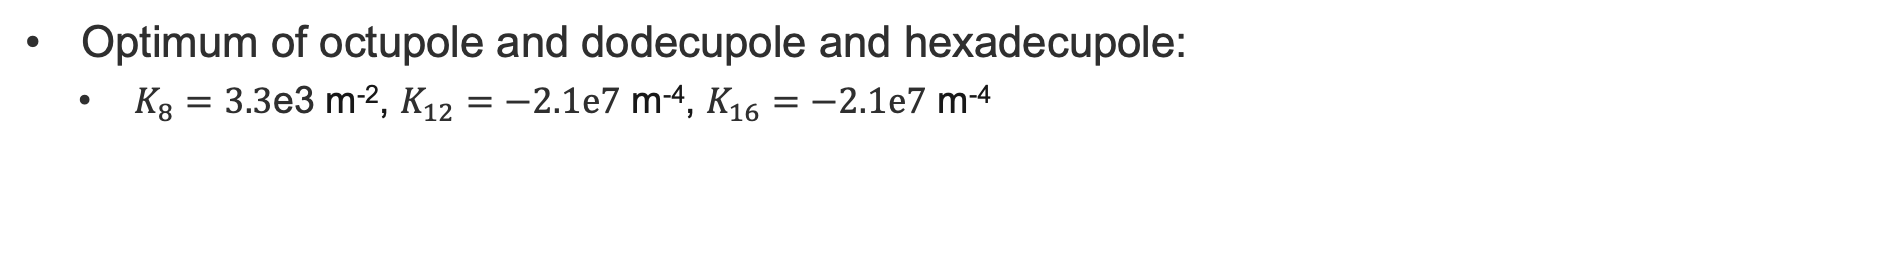 • Optimum of octupole and dodecupole and hexadecupole:
• K₈ = 3.3e3 m⁻², K₁₂ = −2.1e7 m⁻⁴, K₁₆ = −2.1e7 m⁻⁴